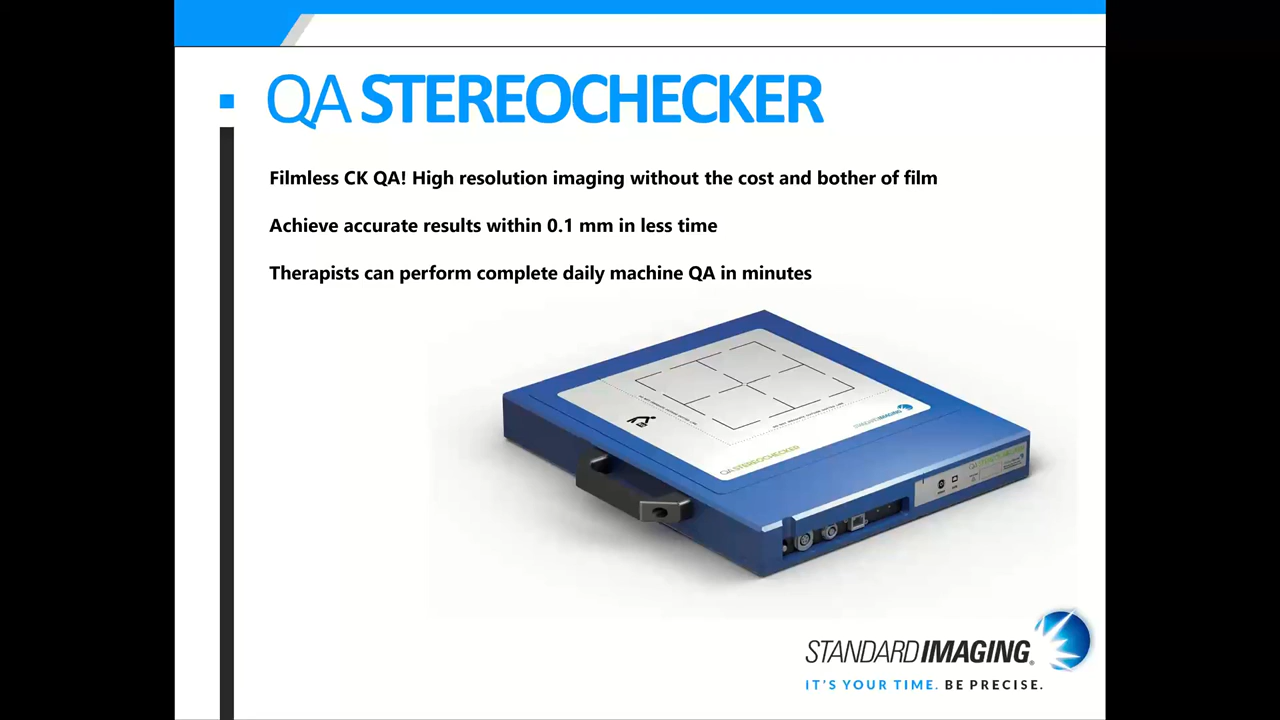 QA STEREOCHECKER
Filmless CK QA! High resolution imaging without the cost and bother of film
Achieve accurate results within 0.1 mm in less time
Therapists can perform complete daily machine QA in minutes
STANDARD IMAGING
QA STEREOCHECKER
STANDARD IMAGING®
IT'S YOUR TIME. BE PRECISE.